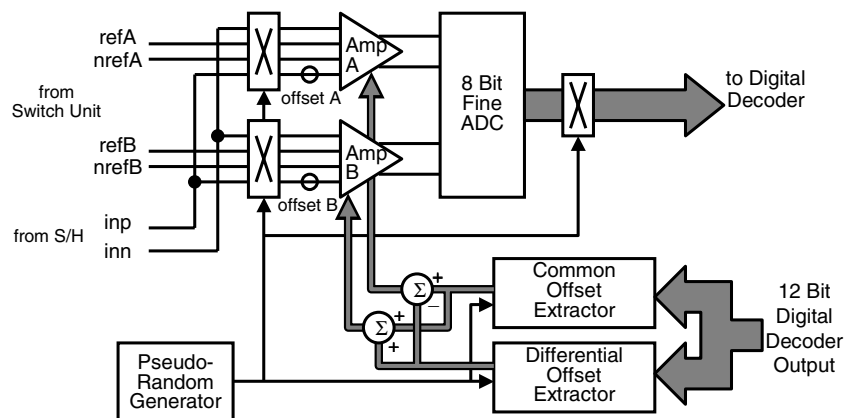 refA
nrefA
from
Switch Unit
refB
nrefB
from S/H
inp
inn
offset A
Amp
A
offset B
Amp
B
8 Bit
Fine
ADC
to Digital
Decoder
+
Σ
−
+
Σ
+
Common
Offset
Extractor
Differential
Offset
Extractor
12 Bit
Digital
Decoder
Output
Pseudo-
Random
Generator